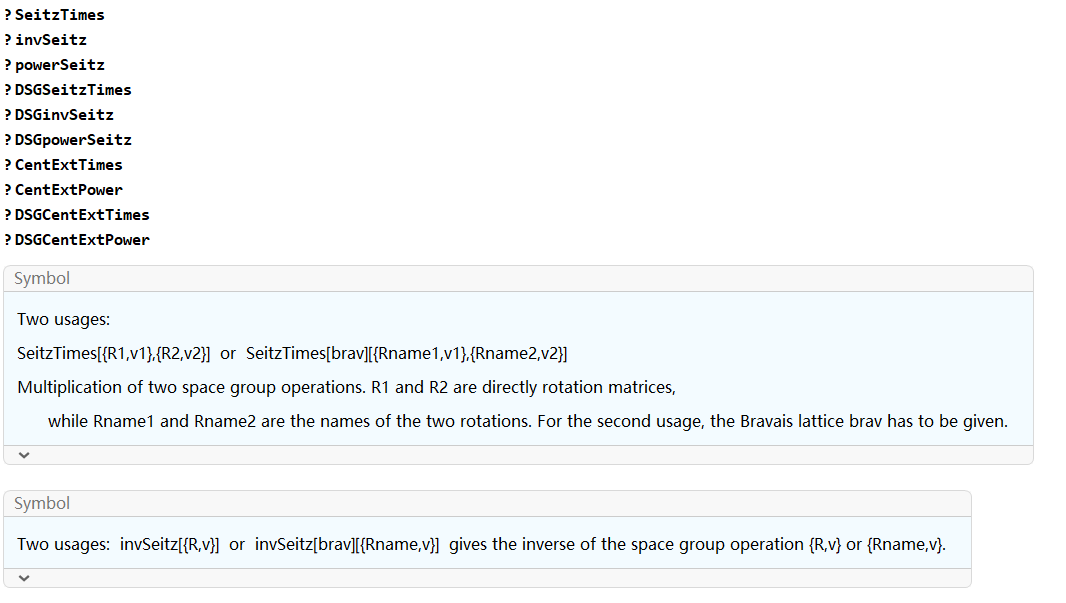 ? SeitzTimes
? invSeitz
? powerSeitz
? DSGSeitzTimes
? DSGinvSeitz
? DSGpowerSeitz
? CentExtTimes
? CentExtPower
? DSGCentExtTimes
? DSGCentExtPower
Symbol
Two usages:
SeitzTimes[{R1,v1},{R2,v2}] or SeitzTimes[brav][{Rname1,v1},{Rname2,v2}]
Multiplication of two space group operations. R1 and R2 are directly rotation matrices,
while Rname1 and Rname2 are the names of the two rotations. For the second usage, the Bravais lattice brav has to be given.
Symbol
Two usages: invSeitz[{R,v}] or invSeitz[brav][{Rname,v}] gives the inverse of the space group operation {R,v} or {Rname,v}.